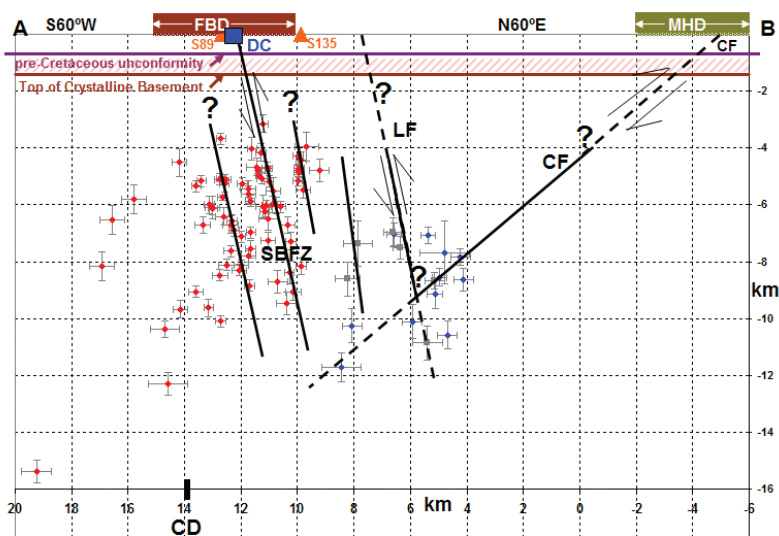 A S60°W FBD N60°E MHD B
S89 DC S135 CF
pre-Cretaceous unconformity
Top of Crystalline Basement
? ? ?
-2
LF
-4
? CF
-6
SBFZ
-8
? km
-10
-12
-14
-16
20 18 16 14 12 10 8 6 4 2 0 -2 -4 -6
km
CD